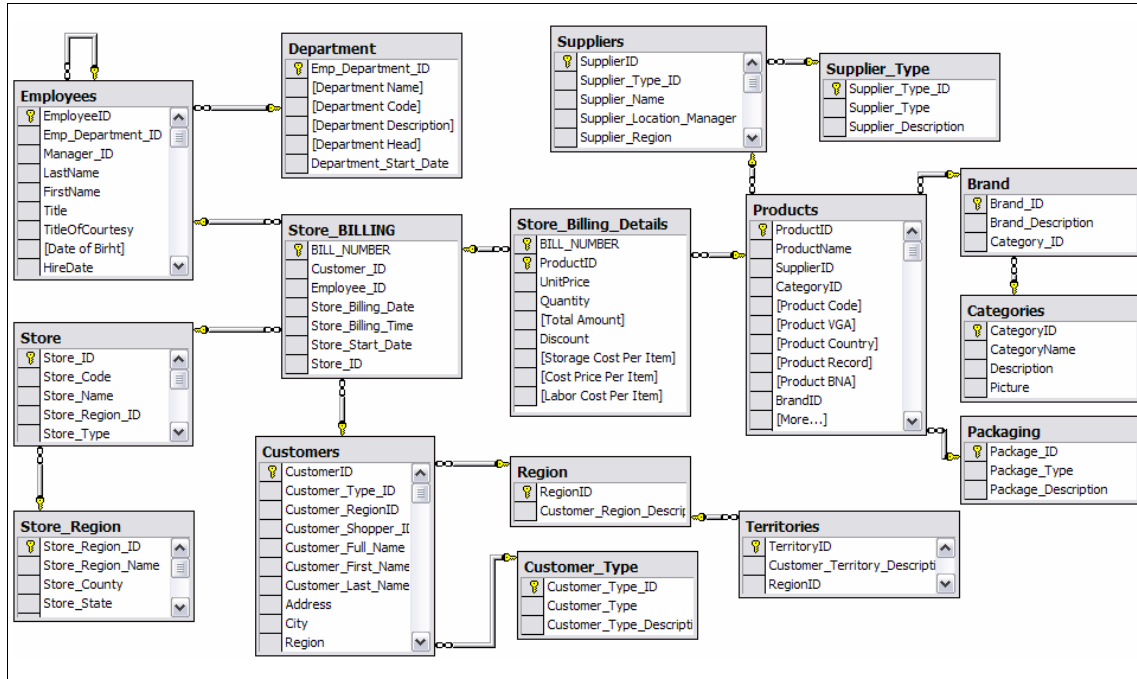 Employees
EmployeeID
Emp_Department_ID
Manager_ID
LastName
FirstName
Title
TitleOfCourtesy
[Date of Birht]
HireDate
Department
Emp_Department_ID
[Department Name]
[Department Code]
[Department Description]
[Department Head]
Department_Start_Date
Suppliers
SupplierID
Supplier_Type_ID
Supplier_Name
Supplier_Location_Manager
Supplier_Region
Supplier_Type
Supplier_Type_ID
Supplier_Type
Supplier_Description
Store_BILLING
BILL_NUMBER
Customer_ID
Employee_ID
Store_Billing_Date
Store_Billing_Time
Store_Start_Date
Store_ID
Store_Billing_Details
BILL_NUMBER
ProductID
UnitPrice
Quantity
[Total Amount]
Discount
[Storage Cost Per Item]
[Cost Price Per Item]
[Labor Cost Per Item]
Products
ProductID
ProductName
SupplierID
CategoryID
[Product Code]
[Product VGA]
[Product Country]
[Product Record]
[Product BNA]
BrandID
[More...]
Brand
Brand_ID
Brand_Description
Category_ID
Categories
CategoryID
CategoryName
Description
Picture
Packaging
Package_ID
Package_Type
Package_Description
Store
Store_ID
Store_Code
Store_Name
Store_Region_ID
Store_Type
Store_Region
Store_Region_ID
Store_Region_Name
Store_County
Store_State
Customers
CustomerID
Customer_Type_ID
Customer_RegionID
Customer_Shopper_ID
Customer_Full_Name
Customer_First_Name
Customer_Last_Name
Address
City
Region
Region
RegionID
Customer_Region_Descrip
Customer_Type
Customer_Type_ID
Customer_Type
Customer_Type_Descripti
Territories
TerritoryID
Customer_Territory_Descripti
RegionID